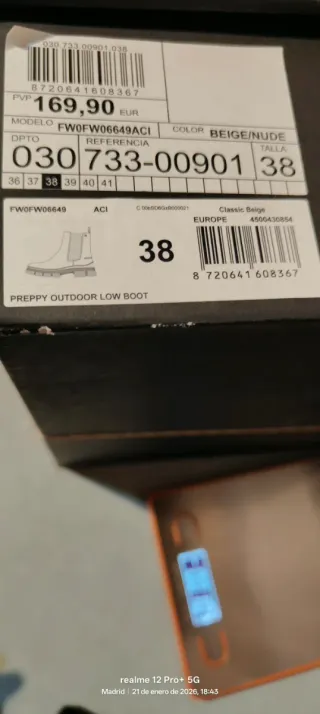 030.733.00901.038
8720641608367
PVP 169,90 EUR
MODELO FW0FW06649ACI COLOR BEIGE/NUDE
DPTO REFERENCIA TALLA
030 733-00901 38
36 37 38 39 40 41
FW0FW06649 ACI Classic Beige
EUROPE 4500430854
38
8 720641 608367
PREPPY OUTDOOR LOW BOOT
realme 12 Pro+ 5G
Madrid | 21 de enero de 2026, 18:43